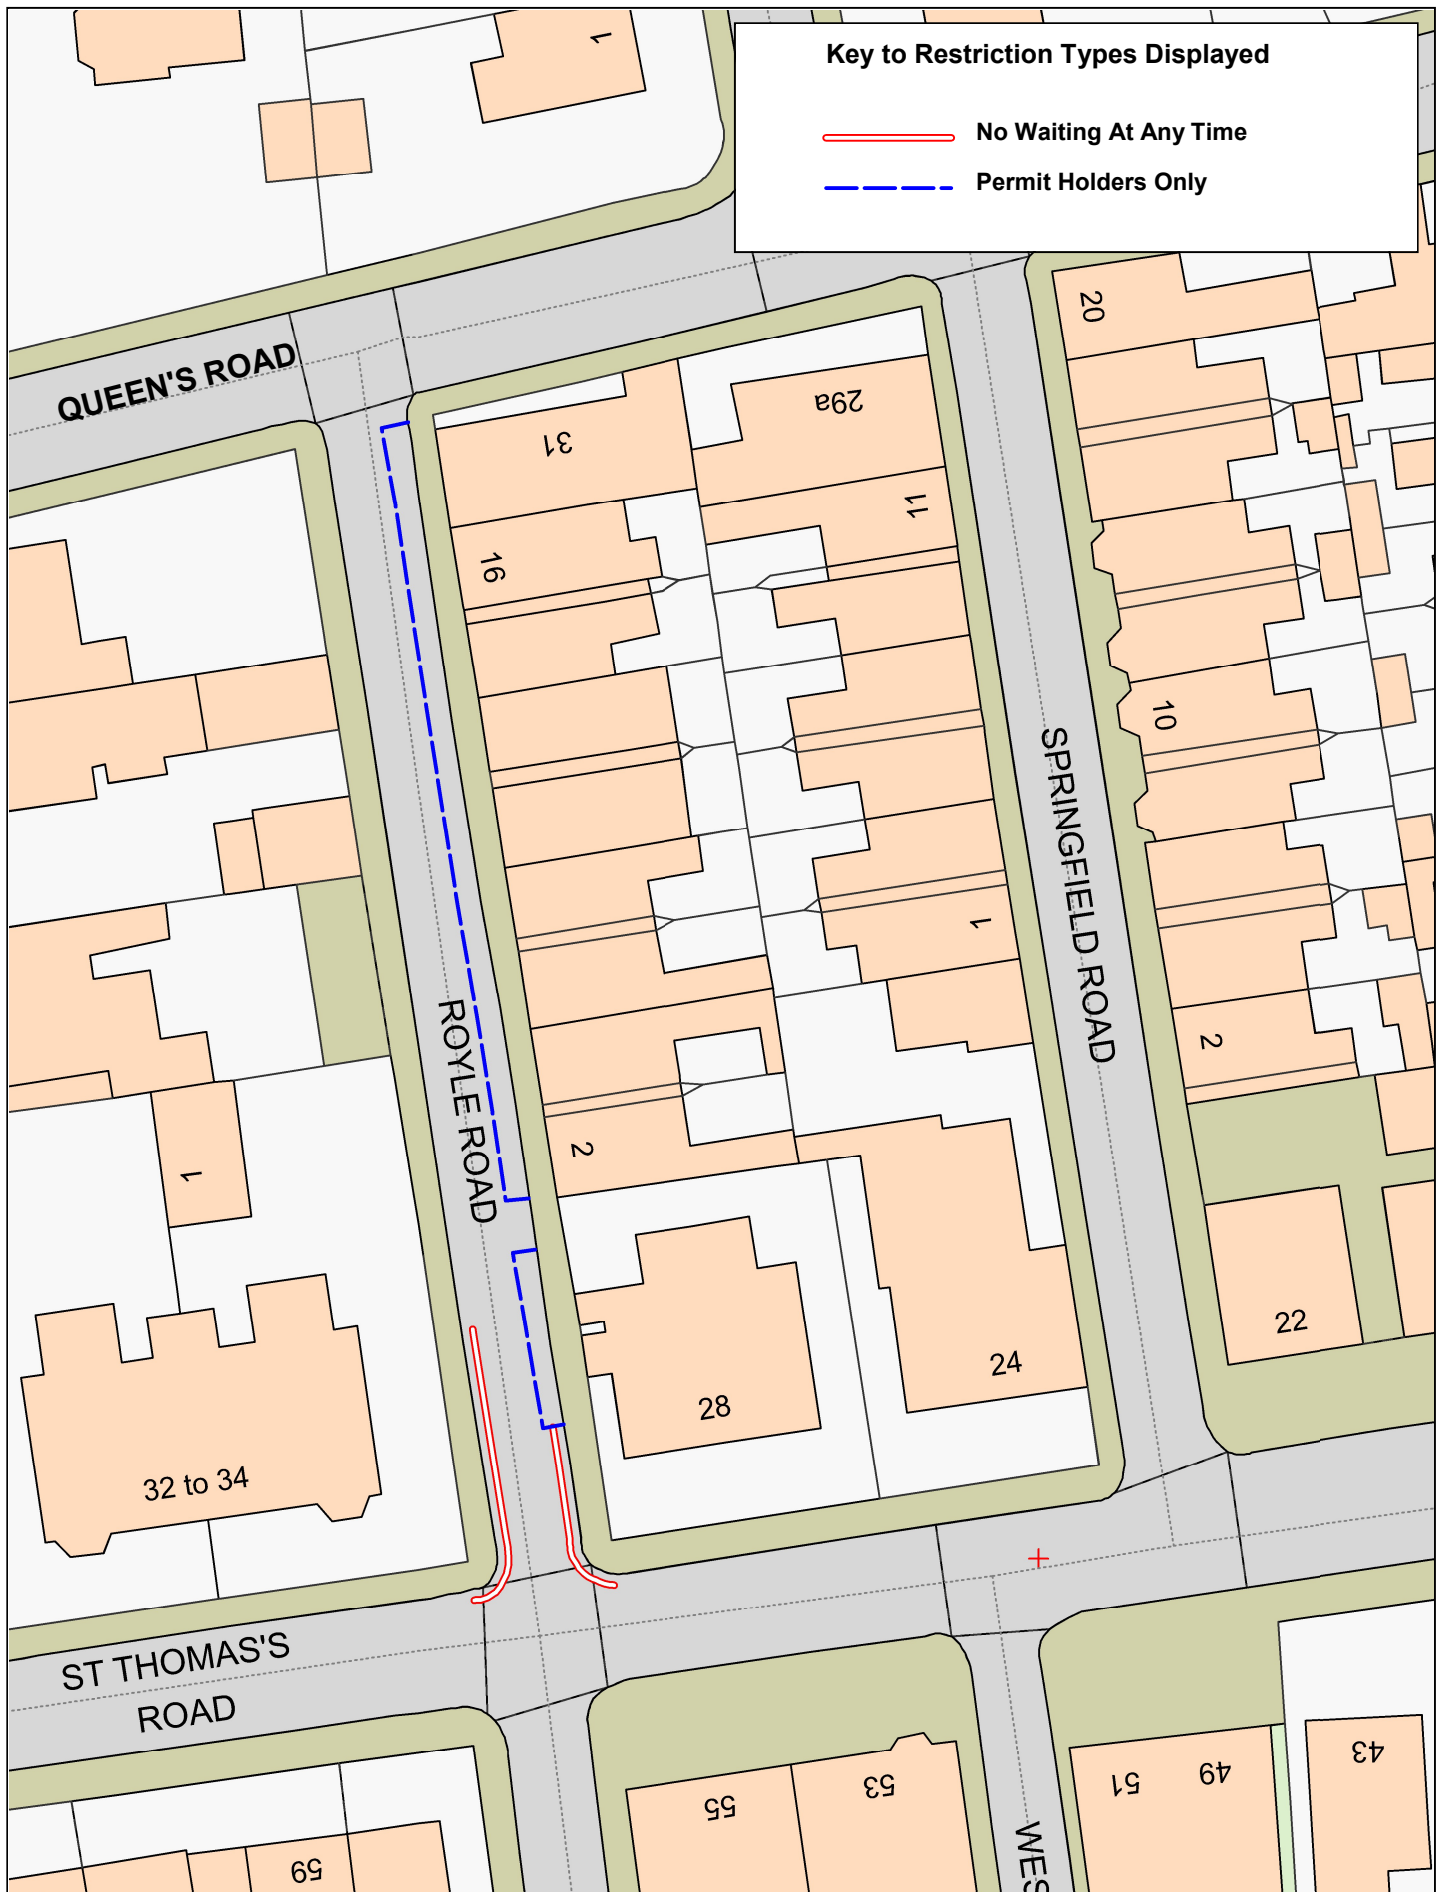 Key to Restriction Types Displayed
No Waiting At Any Time
Permit Holders Only
1
20
QUEEN'S ROAD
29a
31
11
16
10
SPRINGFIELD ROAD
1
ROYLE ROAD
2
2
1
22
24
28
32 to 34
ST THOMAS'S
ROAD
43
49
51
53
55
WES
59